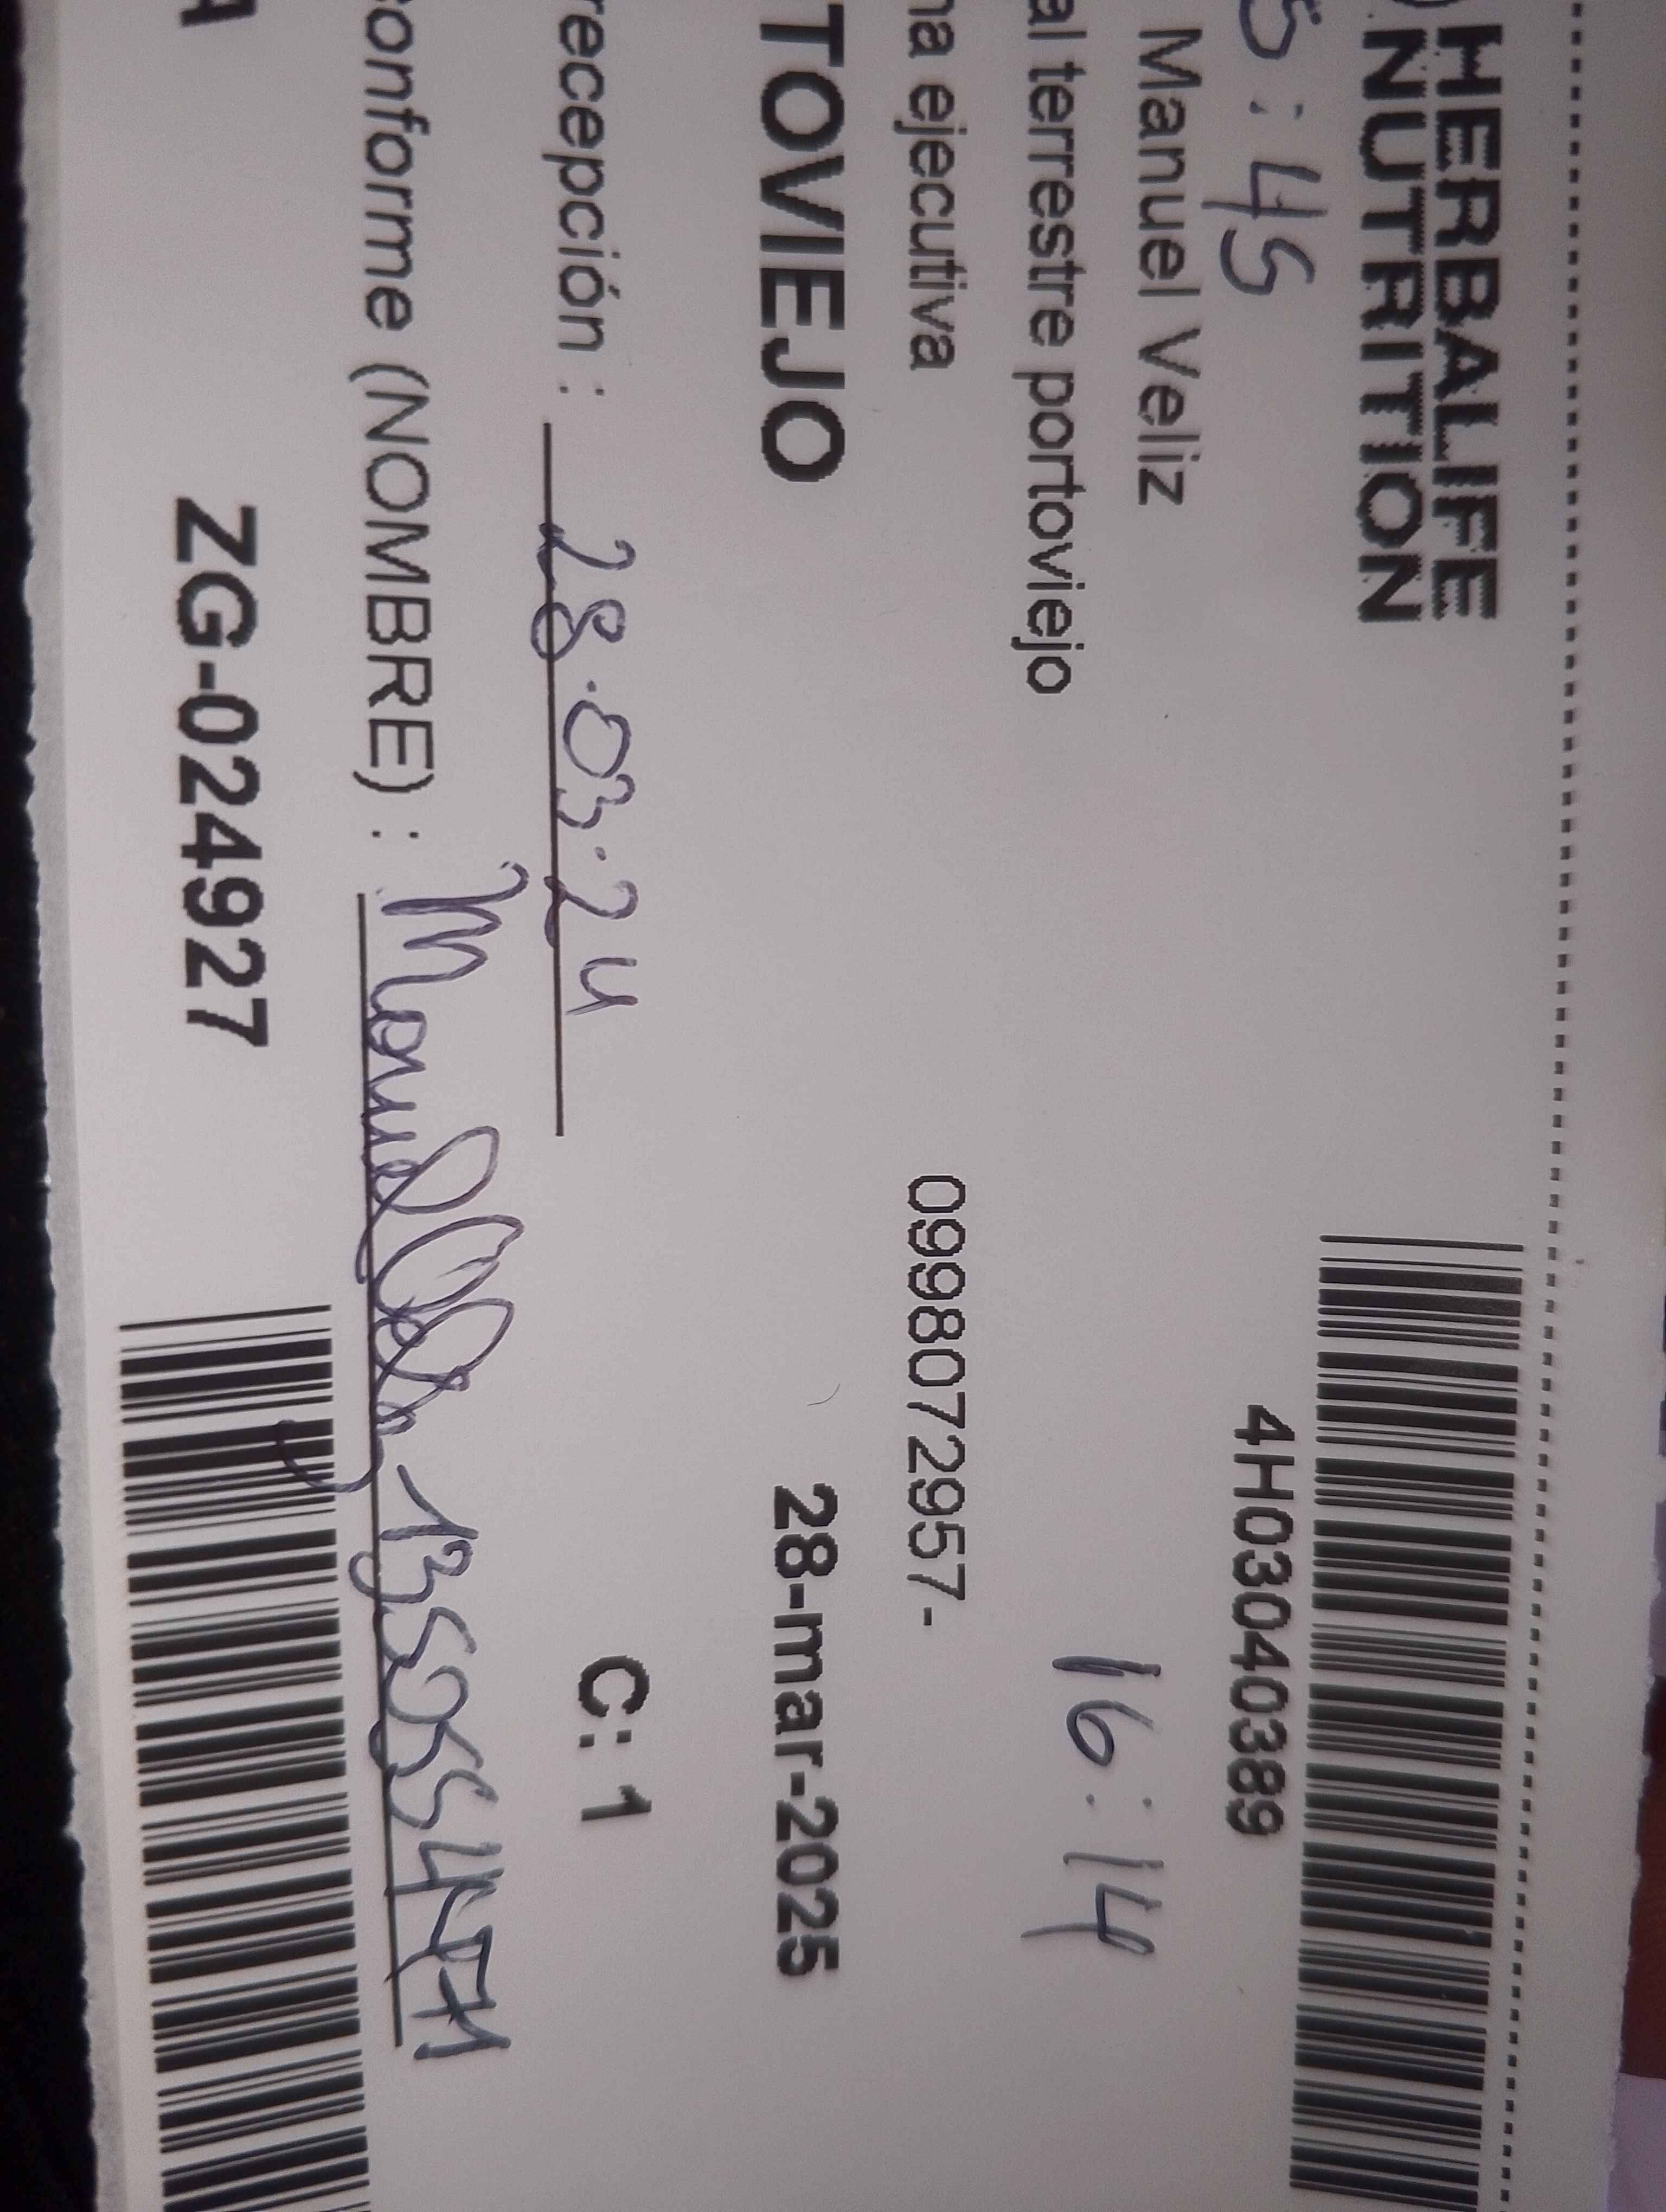 HERBALIFE
NUTRITION
5:45
4H03040389
Manuel Veliz
al terrestre portoviejo
16:14
na ejecutiva
0998072957-
TOVIEJO
28-mar-2025
recepción :
28.03.24
C: 1
onforme (NOMBRE) :
Manuel
A
ZG-024927